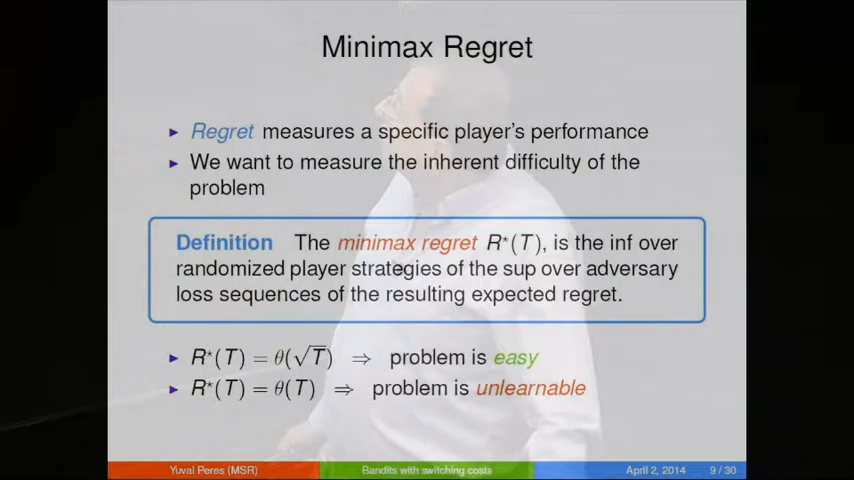 Minimax Regret
▸ Regret measures a specific player's performance
▸ We want to measure the inherent difficulty of the
problem
Definition The minimax regret R*(T), is the inf over
randomized player strategies of the sup over adversary
loss sequences of the resulting expected regret.
▸ R*(T) = θ(√T) ⇒ problem is easy
▸ R*(T) = θ(T) ⇒ problem is unlearnable
Yuval Peres (MSR) Bandits with switching costs April 2, 2014 9 / 30